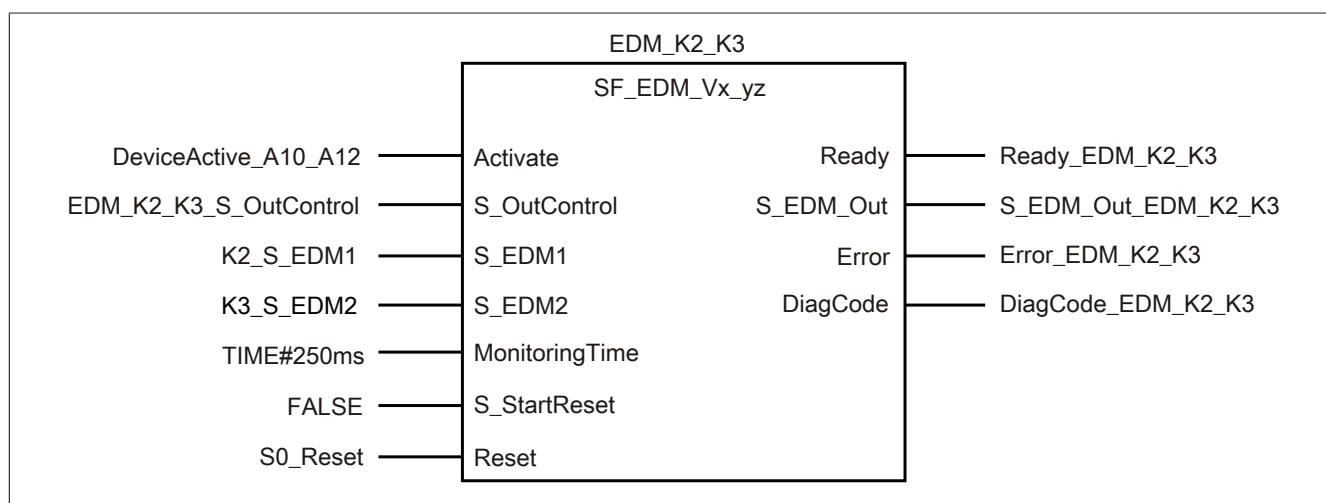 EDM_K2_K3
SF_EDM_Vx_yz
DeviceActive_A10_A12 Activate Ready Ready_EDM_K2_K3
EDM_K2_K3_S_OutControl S_OutControl S_EDM_Out S_EDM_Out_EDM_K2_K3
K2_S_EDM1 S_EDM1 Error Error_EDM_K2_K3
K3_S_EDM2 S_EDM2 DiagCode DiagCode_EDM_K2_K3
TIME#250ms MonitoringTime
FALSE S_StartReset
S0_Reset Reset